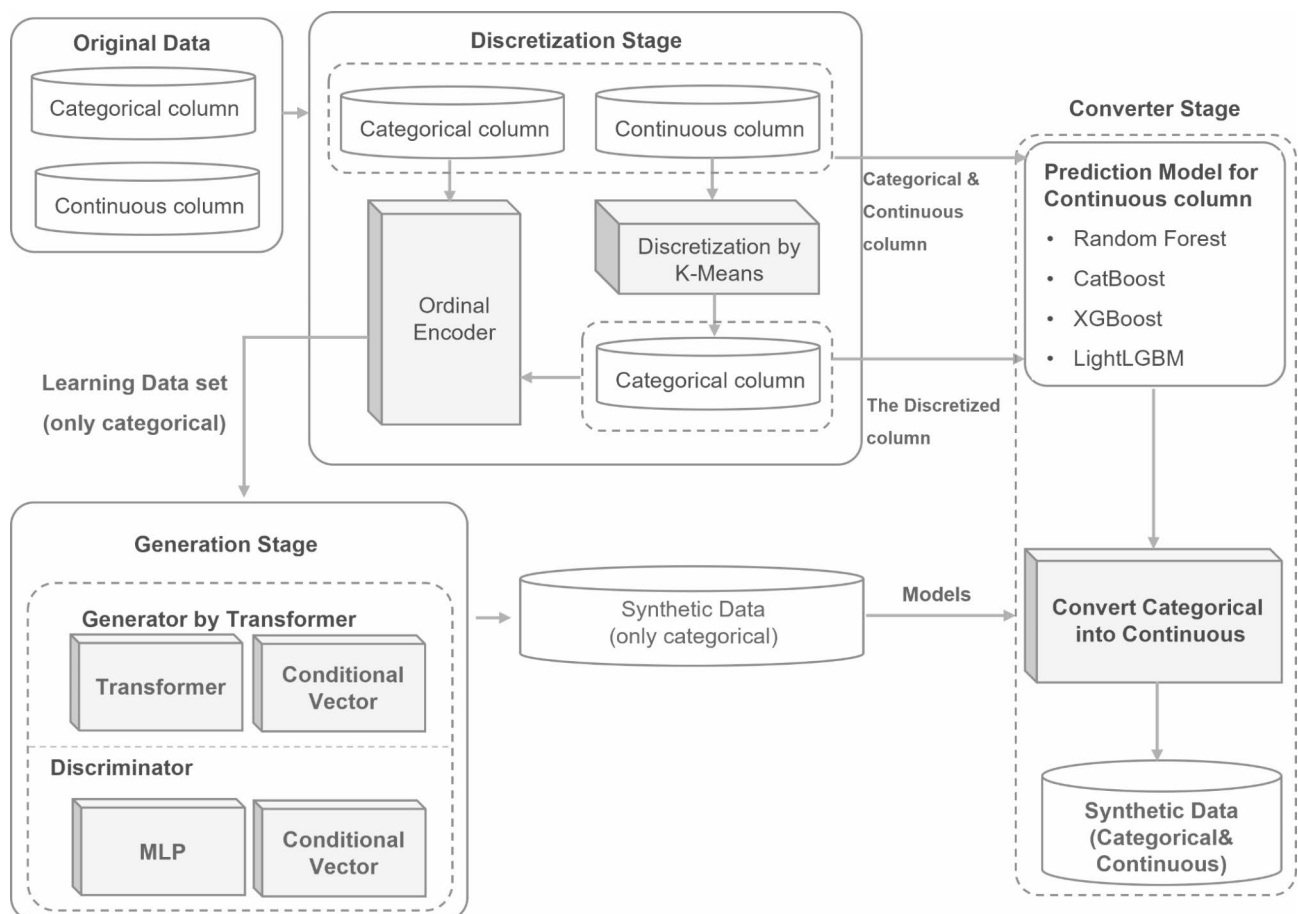 Original Data
Categorical column
Continuous column
Discretization Stage
Categorical column
Continuous column
Ordinal
Encoder
Discretization by
K-Means
Categorical column
Categorical &
Continuous
column
The Discretized
column
Converter Stage
Prediction Model for
Continuous column
• Random Forest
• CatBoost
• XGBoost
• LightLGBM
Learning Data set
(only categorical)
Generation Stage
Generator by Transformer
Transformer
Conditional
Vector
Discriminator
MLP
Conditional
Vector
Synthetic Data
(only categorical)
Models
Convert Categorical
into Continuous
Synthetic Data
(Categorical&
Continuous)